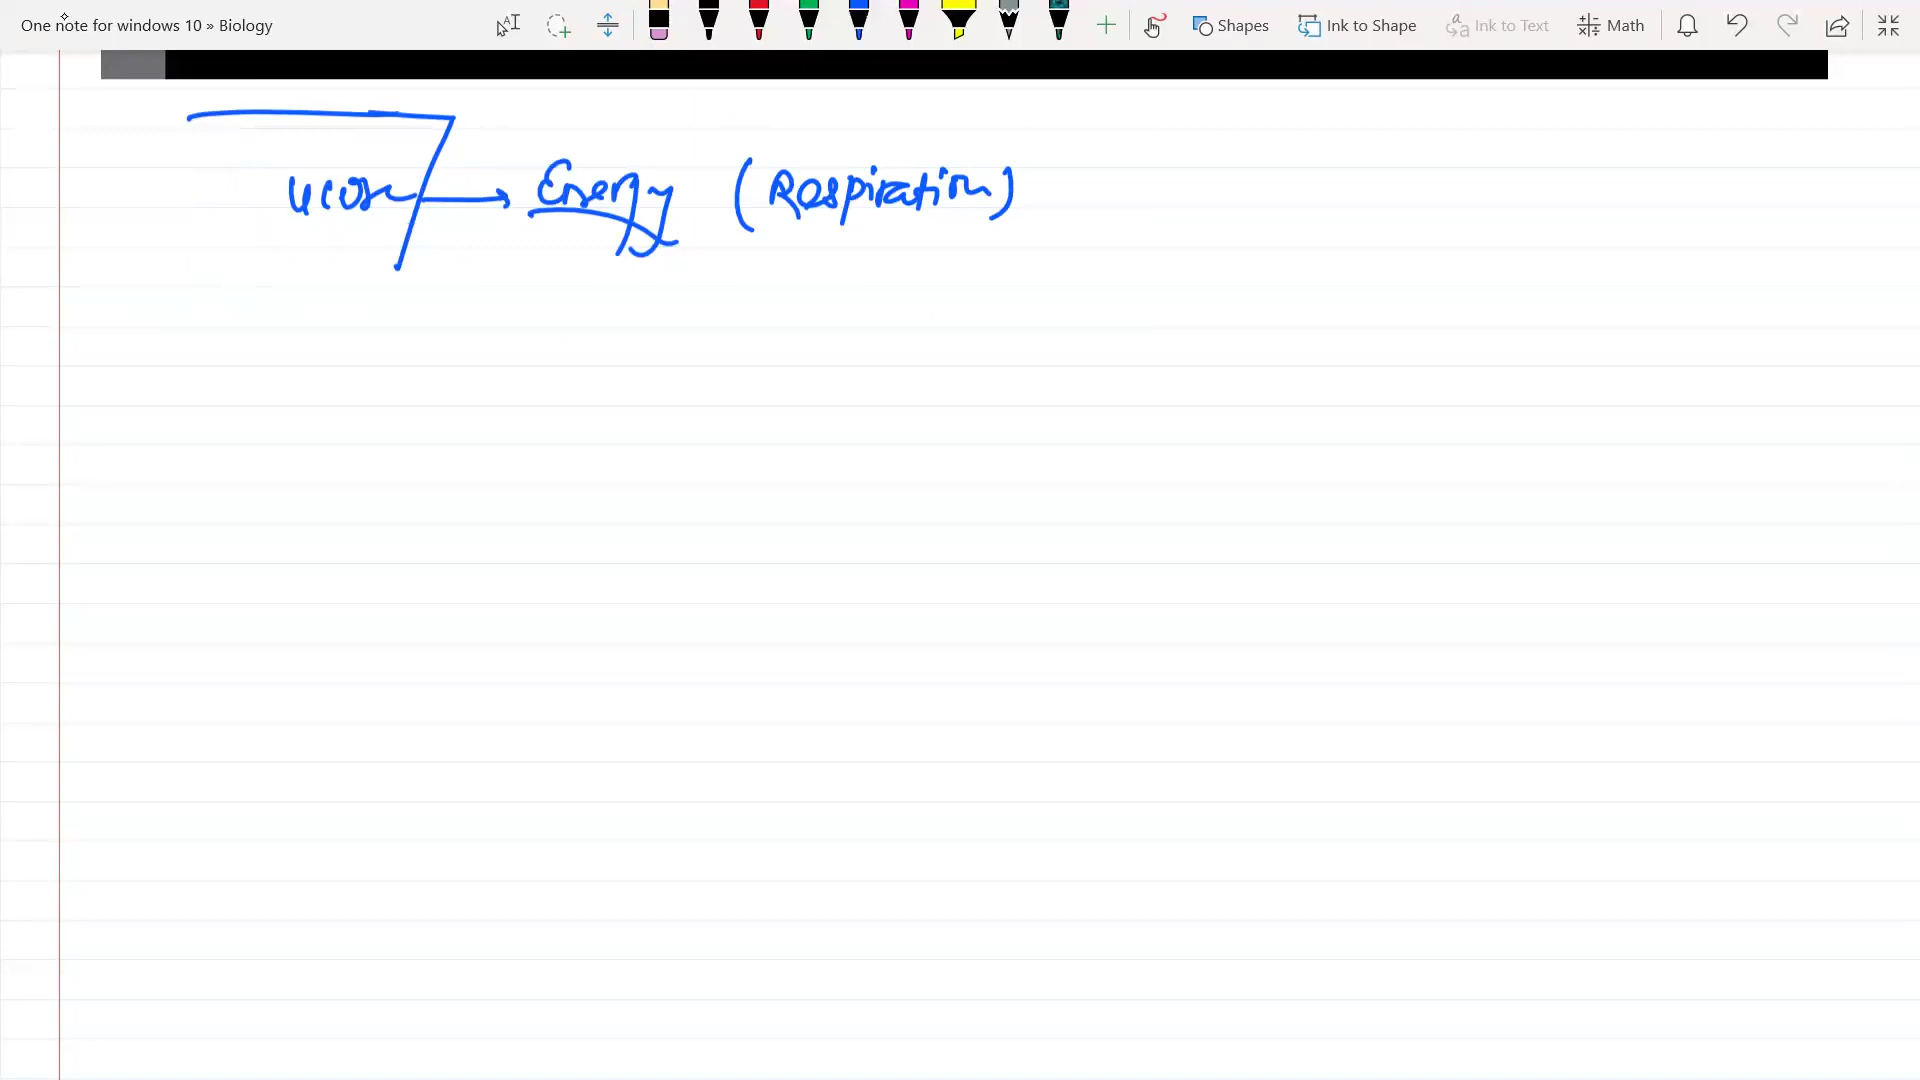 One note for windows 10 » Biology Shapes Ink to Shape Ink to Text Math
→ Energy (Respiration)